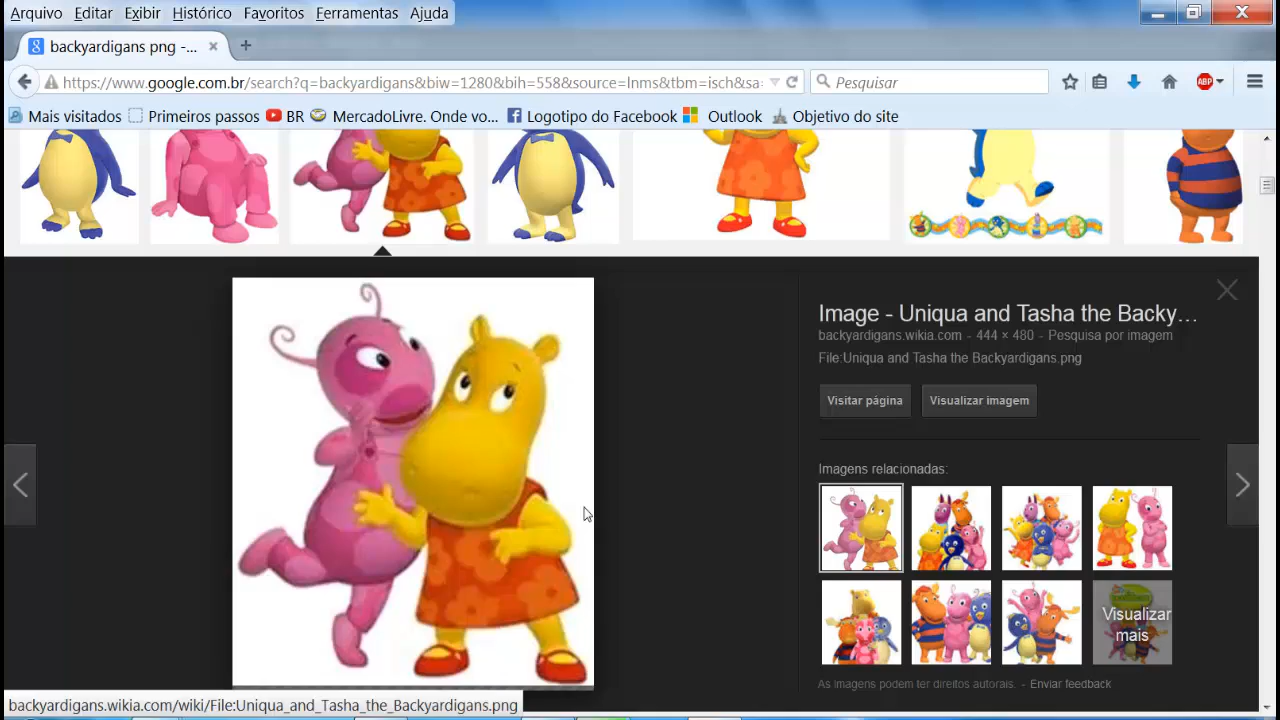 Arquivo Editar Exibir Histórico Favoritos Ferramentas Ajuda
backyardigans png -...
https://www.google.com.br/search?q=backyardigans&biw=1280&bih=558&source=lnms&tbm=isch&sa:
Pesquisar
ABP
Mais visitados Primeiros passos BR MercadoLivre. Onde vo... Logotipo do Facebook Outlook Objetivo do site
Image - Uniqua and Tasha the Backy...
backyardigans.wikia.com - 444 × 480 - Pesquisa por imagem
File:Uniqua and Tasha the Backyardigans.png
Visitar página Visualizar imagem
Imagens relacionadas:
Visualizar
mais
As imagens podem ter direitos autorais. - Enviar feedback
backyardigans.wikia.com/wiki/File:Uniqua_and_Tasha_the_Backyardigans.png